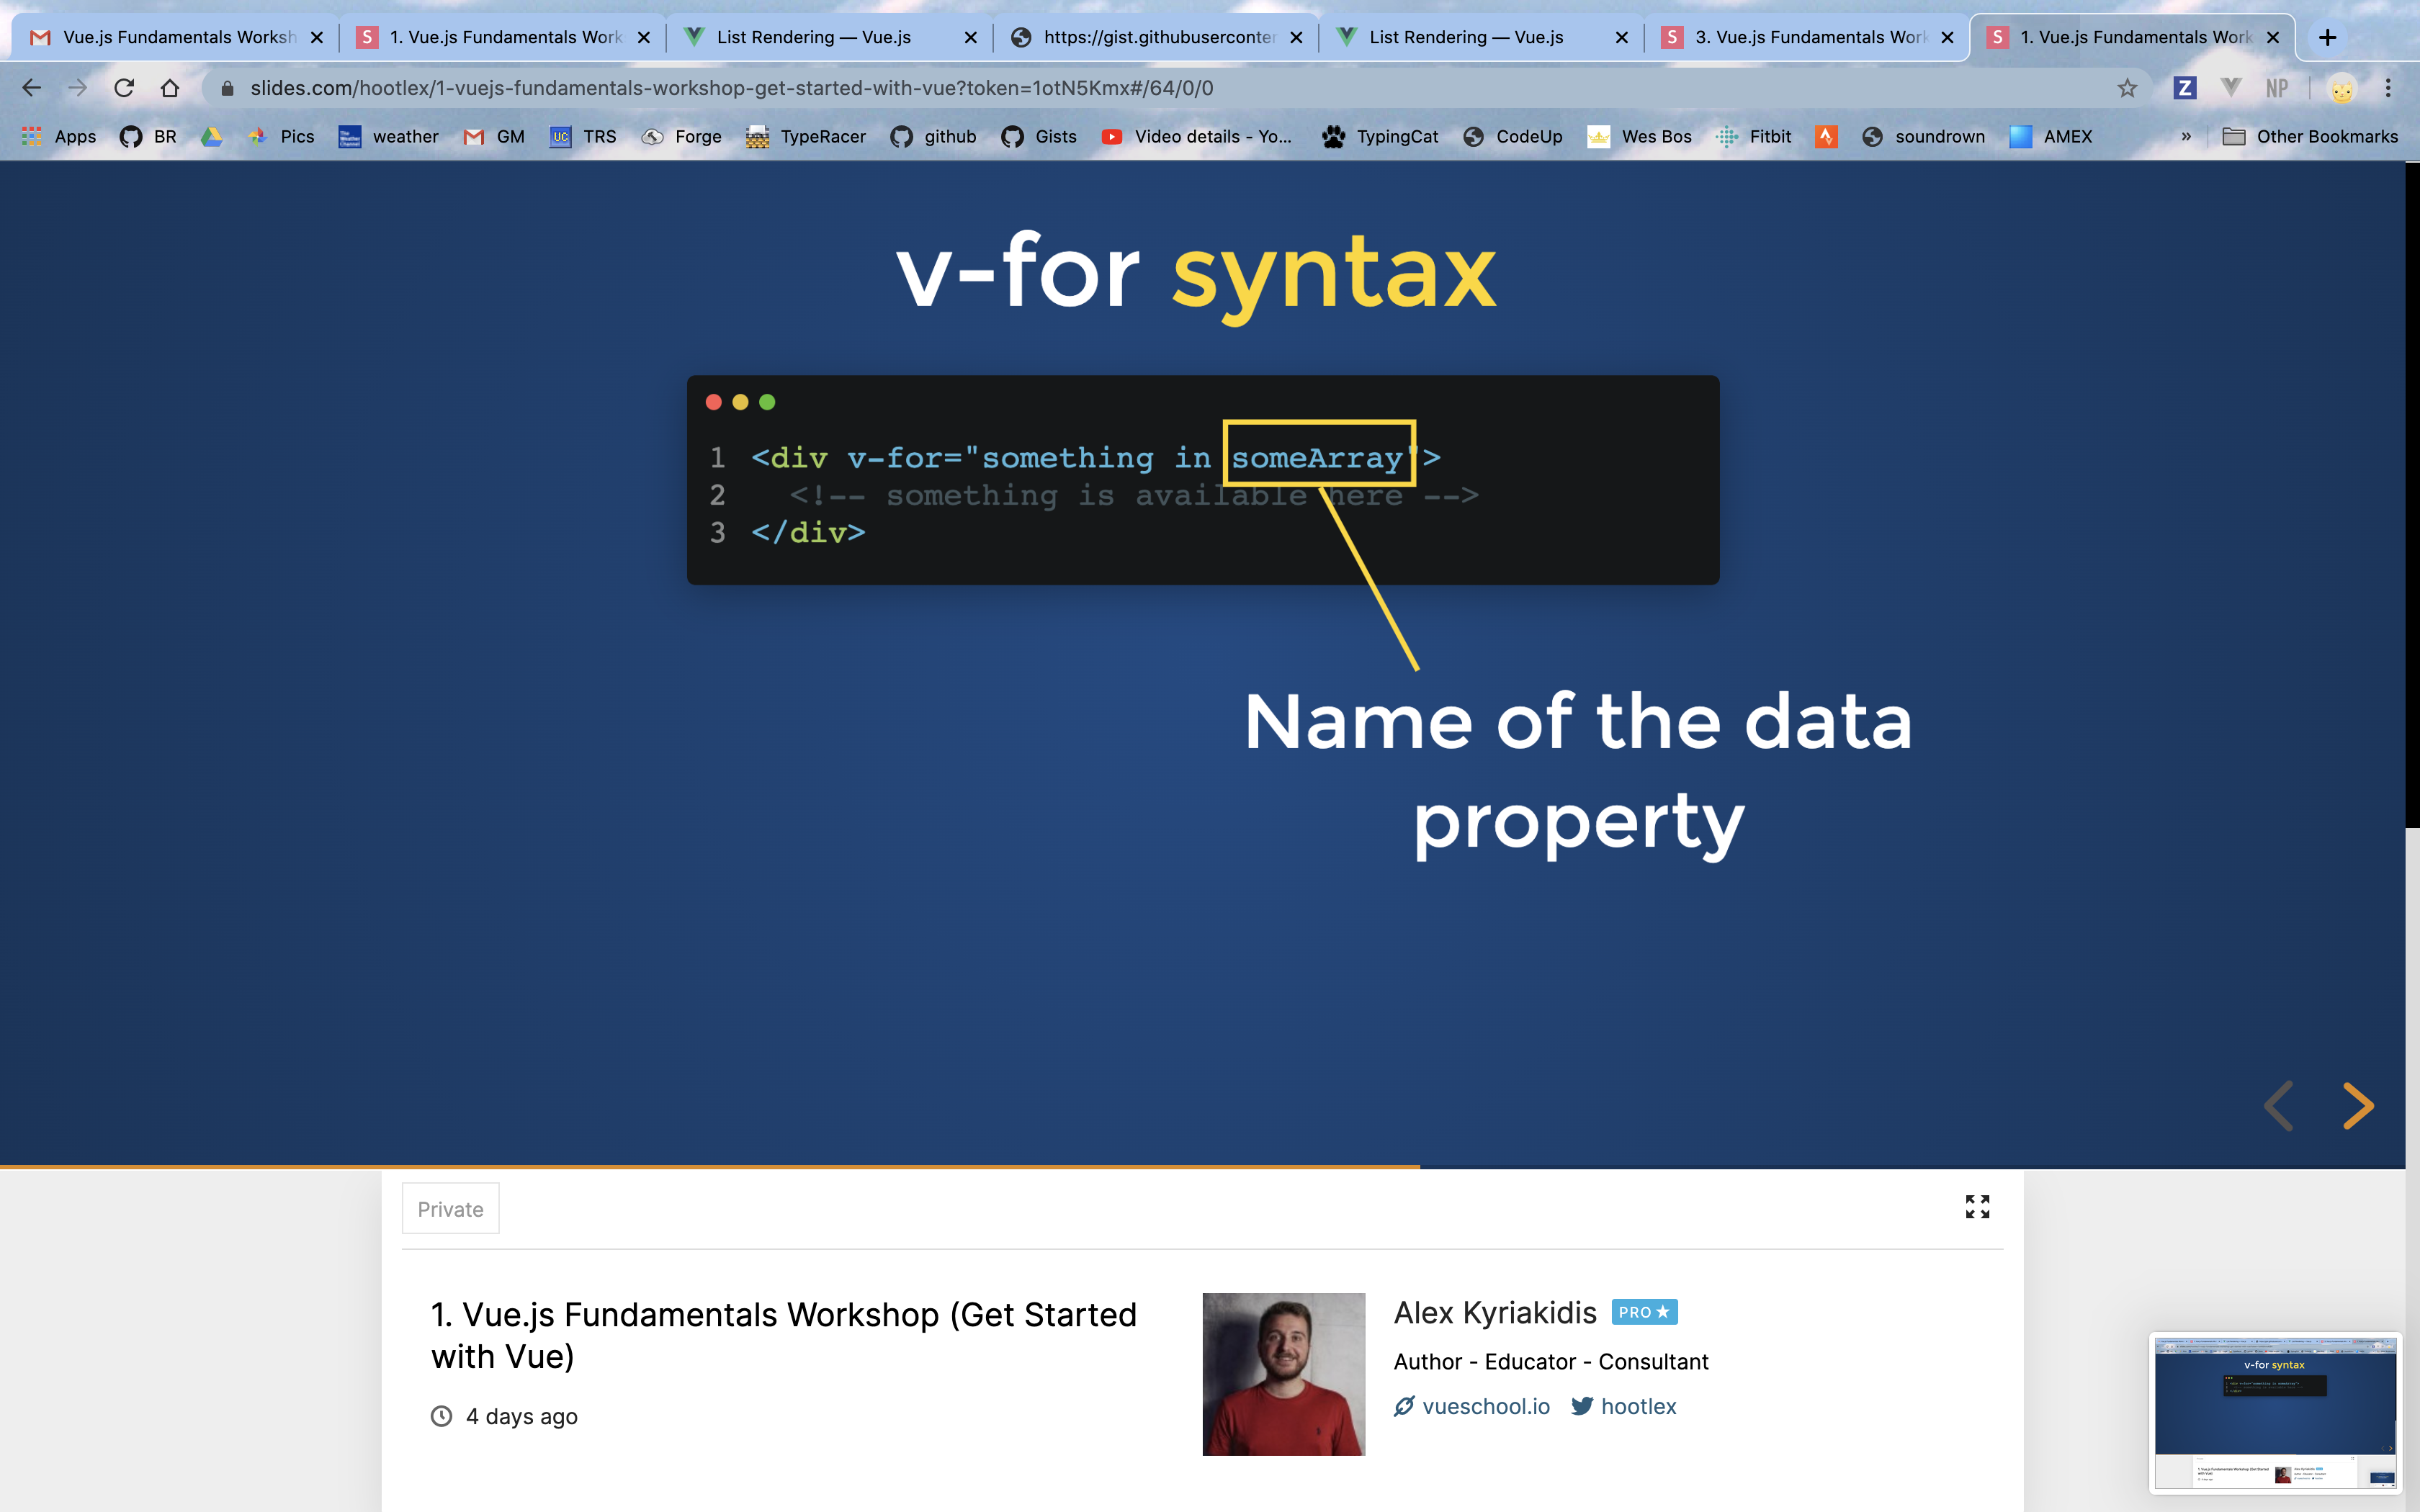 Vue.js Fundamentals Worksh
1. Vue.js Fundamentals Work
List Rendering — Vue.js
https://gist.githubuserconter
List Rendering — Vue.js
3. Vue.js Fundamentals Work
1. Vue.js Fundamentals Work
slides.com/hootlex/1-vuejs-fundamentals-workshop-get-started-with-vue?token=1otN5Kmx#/64/0/0
Z
NP
Apps
BR
Pics
weather
GM
UC
TRS
Forge
TypeRacer
github
Gists
Video details - Yo...
TypingCat
CodeUp
Wes Bos
Fitbit
soundrown
AMEX
»
Other Bookmarks
v-for syntax
1 <div v-for="something in someArray">
2 <!-- something is available here -->
3 </div>
Name of the data
property
Private
1. Vue.js Fundamentals Workshop (Get Started
with Vue)
4 days ago
Alex Kyriakidis PRO★
Author - Educator - Consultant
vueschool.io hootlex
v-for syntax